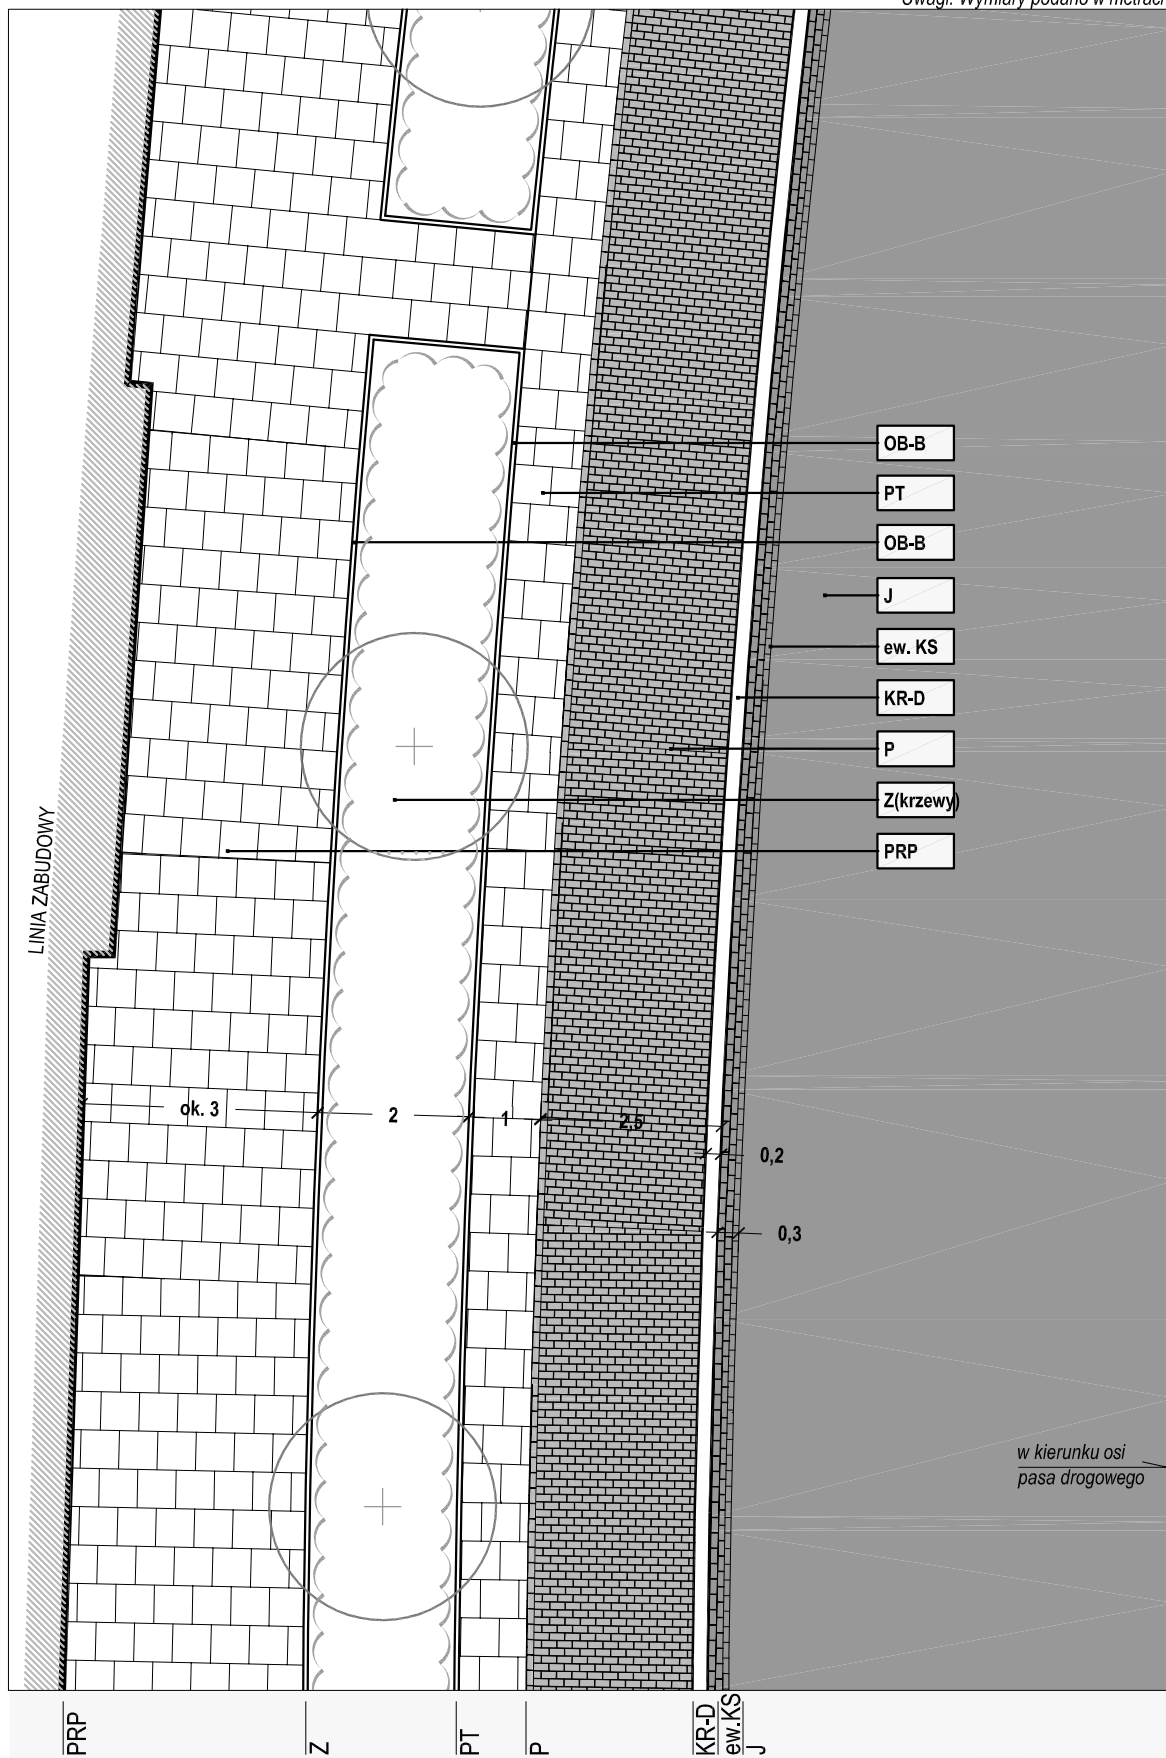 Uwagi: Wymiary podano w metrach
OB-B
PT
OB-B
J
ew. KS
KR-D
P
Z(krzewy)
PRP
LINIA ZABUDOWY
ok. 3
2
1
2,5
0,2
0,3
w kierunku osi
pasa drogowego
PRP
Z
PT
P
KR-D
ew.KS
J